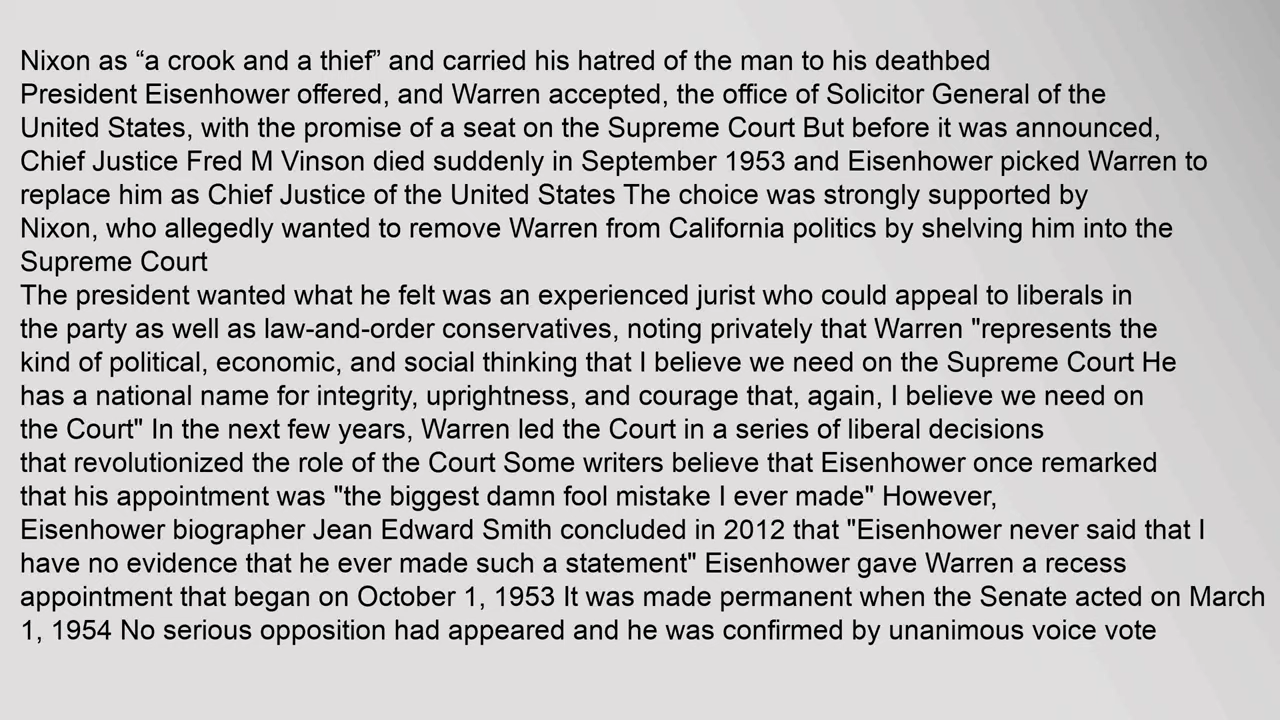 Nixon as “a crook and a thief” and carried his hatred of the man to his deathbed
President Eisenhower offered, and Warren accepted, the office of Solicitor General of the
United States, with the promise of a seat on the Supreme Court But before it was announced,
Chief Justice Fred M Vinson died suddenly in September 1953 and Eisenhower picked Warren to
replace him as Chief Justice of the United States The choice was strongly supported by
Nixon, who allegedly wanted to remove Warren from California politics by shelving him into the
Supreme Court
The president wanted what he felt was an experienced jurist who could appeal to liberals in
the party as well as law-and-order conservatives, noting privately that Warren "represents the
kind of political, economic, and social thinking that I believe we need on the Supreme Court He
has a national name for integrity, uprightness, and courage that, again, I believe we need on
the Court" In the next few years, Warren led the Court in a series of liberal decisions
that revolutionized the role of the Court Some writers believe that Eisenhower once remarked
that his appointment was "the biggest damn fool mistake I ever made" However,
Eisenhower biographer Jean Edward Smith concluded in 2012 that "Eisenhower never said that I
have no evidence that he ever made such a statement" Eisenhower gave Warren a recess
appointment that began on October 1, 1953 It was made permanent when the Senate acted on March
1, 1954 No serious opposition had appeared and he was confirmed by unanimous voice vote